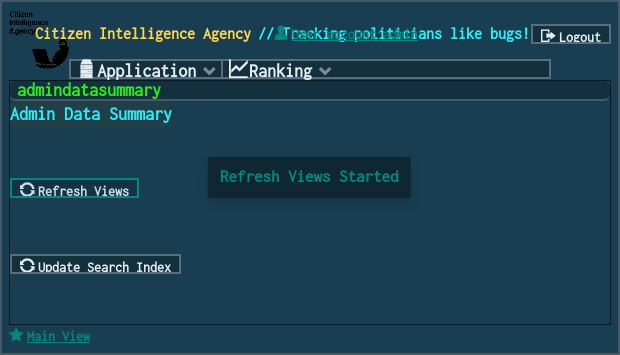 Citizen
Intelligence
Agency
Citizen Intelligence Agency // Tracking politicians like bugs!
Logout
Application
Ranking
admindatasummary
Admin Data Summary
Refresh Views Started
Refresh Views
Update Search Index
Main View